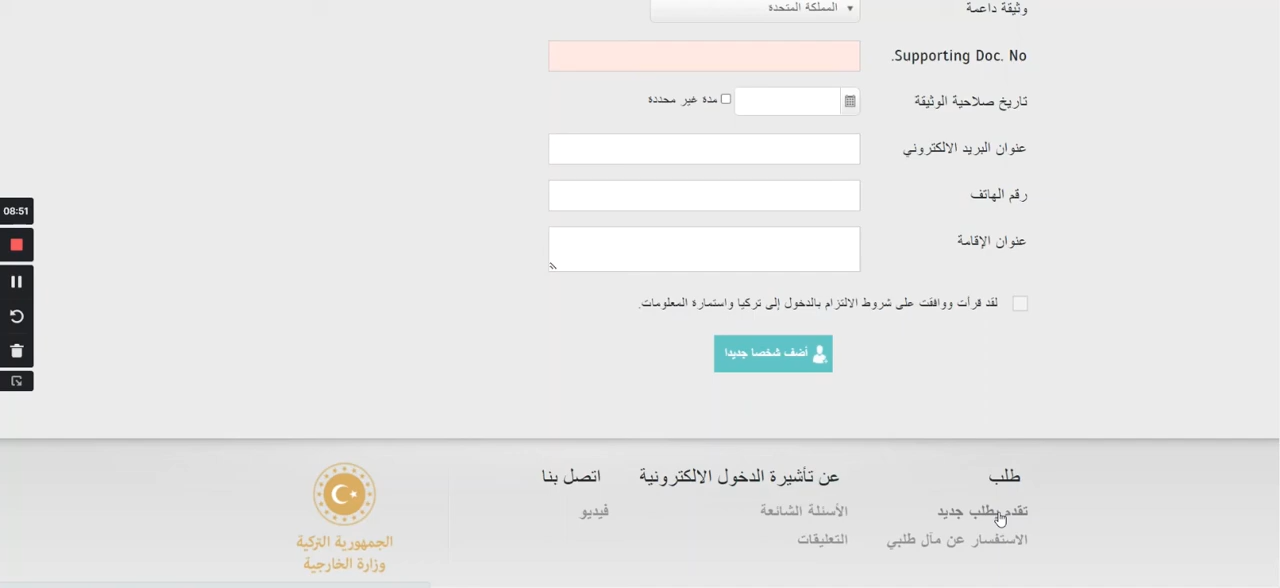 وثيقة داعمة
المملكة المتحدة
Supporting Doc. No.
تاريخ صلاحية الوثيقة
مدة غير محددة
عنوان البريد الالكتروني
رقم الهاتف
عنوان الإقامة
لقد قرأت ووافقت على شروط الالتزام بالدخول إلى تركيا واستمارة المعلومات.
أضف شخصا جديدا
08:51
طلب
تقدم بطلب جديد
الاستفسار عن مآل طلبي
عن تأشيرة الدخول الالكترونية
الأسئلة الشائعة
التعليقات
اتصل بنا
فيديو
الجمهورية التركية
وزارة الخارجية